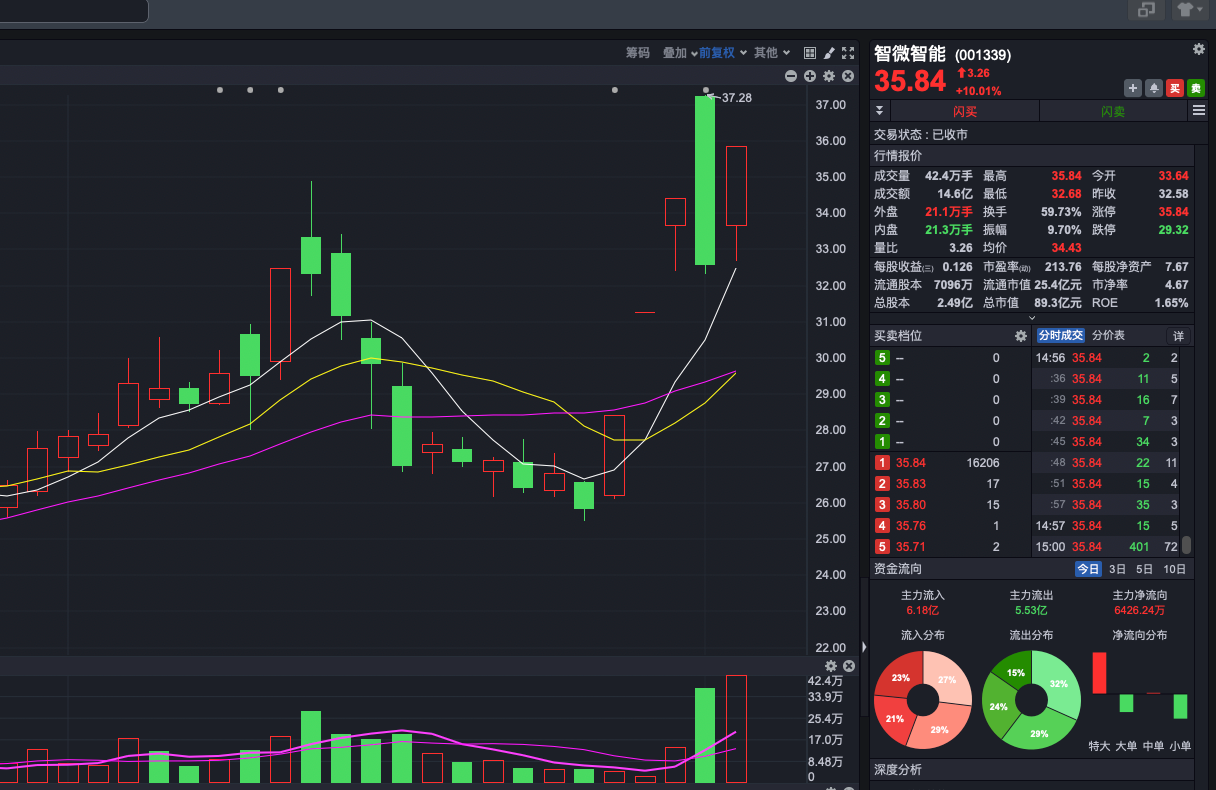 筹码 叠加 前复权 其他
37.28
37.00
36.00
35.00
34.00
33.00
32.00
31.00
30.00
29.00
28.00
27.00
26.00
25.00
24.00
23.00
22.00
42.4万
33.9万
25.4万
17.0万
8.48万
0
智微智能 (001339)
35.84 3.26
+10.01%
买 卖
闪买 闪卖
交易状态 : 已收市
行情报价
成交量 42.4万手 最高 35.84 今开 33.64
成交额 14.6亿 最低 32.68 昨收 32.58
外盘 21.1万手 换手 59.73% 涨停 35.84
内盘 21.3万手 振幅 9.70% 跌停 29.32
量比 3.26 均价 34.43
每股收益(三) 0.126 市盈率(动) 213.76 每股净资产 7.67
流通股本 7096万 流通市值 25.4亿元 市净率 4.67
总股本 2.49亿 总市值 89.3亿元 ROE 1.65%
买卖档位 分时成交 分价表 详
5 -- 0 14:56 35.84 2 2
4 -- 0 :36 35.84 11 5
3 -- 0 :39 35.84 16 7
2 -- 0 :42 35.84 7 3
1 -- 0 :45 35.84 34 3
1 35.84 16206 :48 35.84 22 11
2 35.83 17 :51 35.84 15 4
3 35.80 15 :57 35.84 35 3
4 35.76 1 14:57 35.84 15 5
5 35.71 2 15:00 35.84 401 72
资金流向 今日 3日 5日 10日
主力流入 主力流出 主力净流向
6.18亿 5.53亿 6426.24万
流入分布 流出分布 净流向分布
23% 27% 21% 29%
15% 32% 24% 29%
特大 大单 中单 小单
深度分析